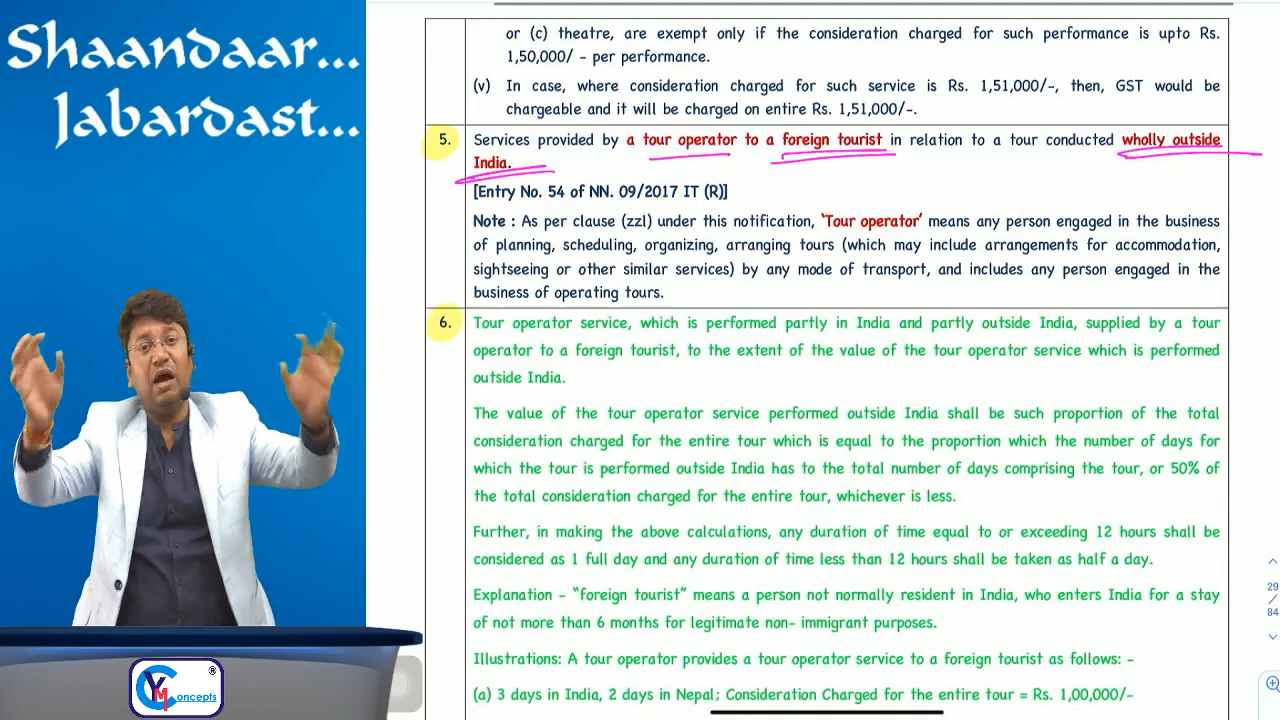 Shaandaar...
Jabardast...
or (c) theatre, are exempt only if the consideration charged for such performance is upto Rs.
1,50,000/ - per performance.
(v) In case, where consideration charged for such service is Rs. 1,51,000/-, then, GST would be
chargeable and it will be charged on entire Rs. 1,51,000/-.
5. Services provided by a tour operator to a foreign tourist in relation to a tour conducted wholly outside
India.
[Entry No. 54 of NN. 09/2017 IT (R)]
Note : As per clause (zzl) under this notification, 'Tour operator' means any person engaged in the business
of planning, scheduling, organizing, arranging tours (which may include arrangements for accommodation,
sightseeing or other similar services) by any mode of transport, and includes any person engaged in the
business of operating tours.
6. Tour operator service, which is performed partly in India and partly outside India, supplied by a tour
operator to a foreign tourist, to the extent of the value of the tour operator service which is performed
outside India.
The value of the tour operator service performed outside India shall be such proportion of the total
consideration charged for the entire tour which is equal to the proportion which the number of days for
which the tour is performed outside India has to the total number of days comprising the tour, or 50% of
the total consideration charged for the entire tour, whichever is less.
Further, in making the above calculations, any duration of time equal to or exceeding 12 hours shall be
considered as 1 full day and any duration of time less than 12 hours shall be taken as half a day.
Explanation - "foreign tourist" means a person not normally resident in India, who enters India for a stay
of not more than 6 months for legitimate non- immigrant purposes.
Illustrations: A tour operator provides a tour operator service to a foreign tourist as follows: -
(a) 3 days in India, 2 days in Nepal; Consideration Charged for the entire tour = Rs. 1,00,000/-
29
/
84
YM Concepts
®